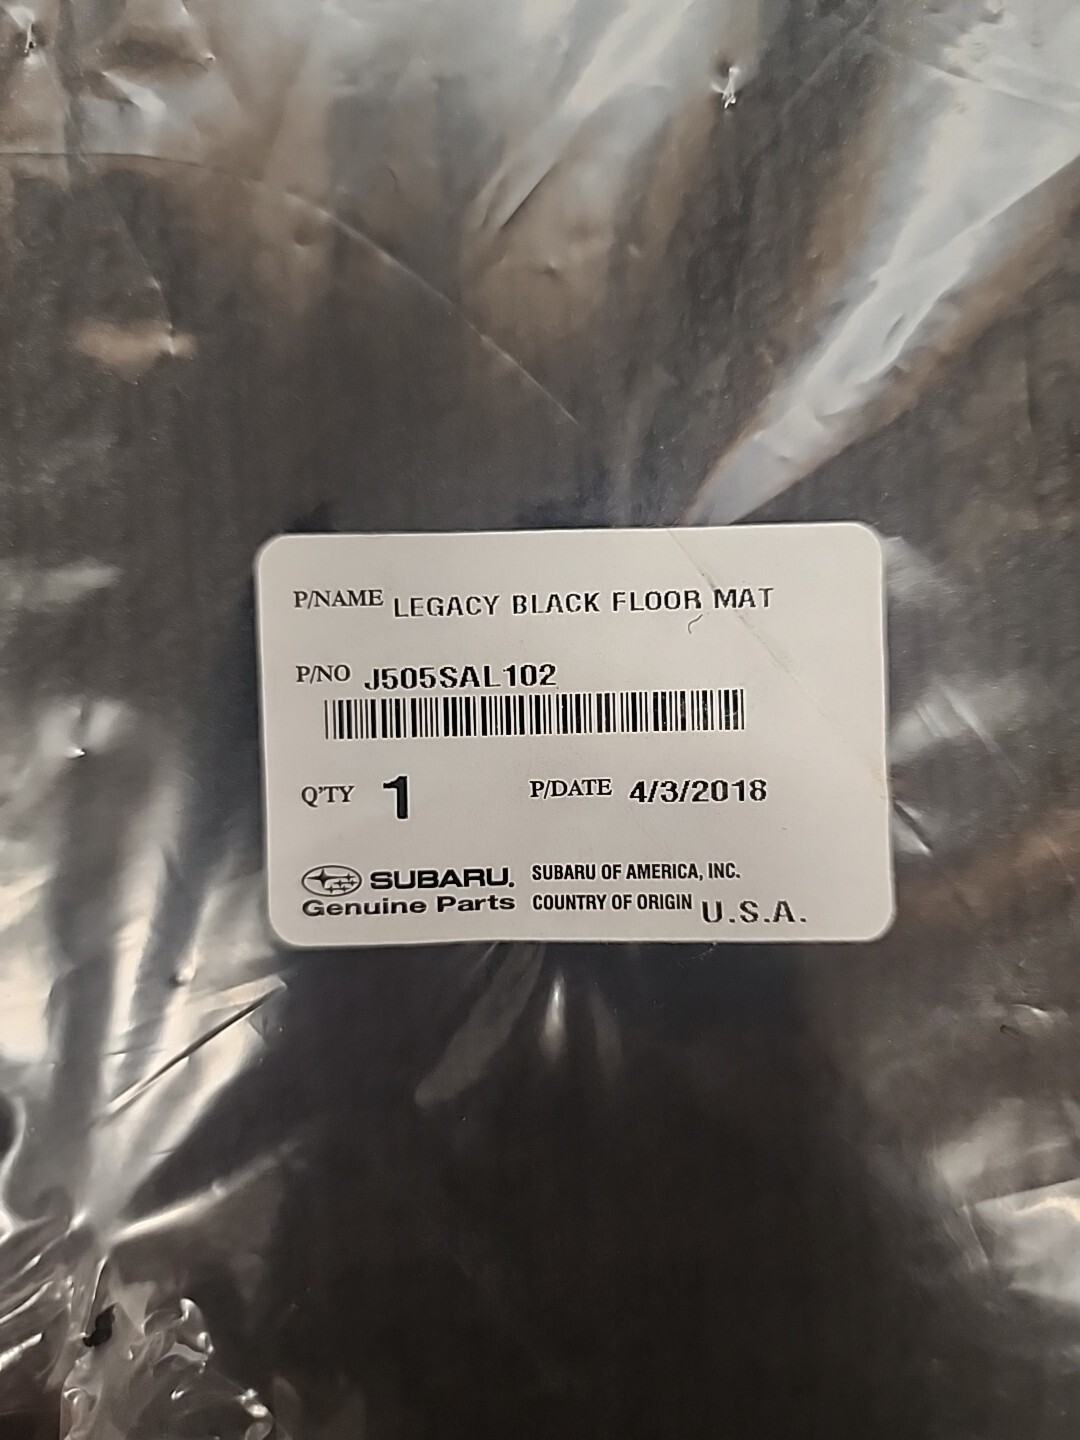 P/NAME LEGACY BLACK FLOOR MAT
P/NO J505SAL102
Q'TY 1 P/DATE 4/3/2018
SUBARU. SUBARU OF AMERICA, INC.
Genuine Parts COUNTRY OF ORIGIN U.S.A.